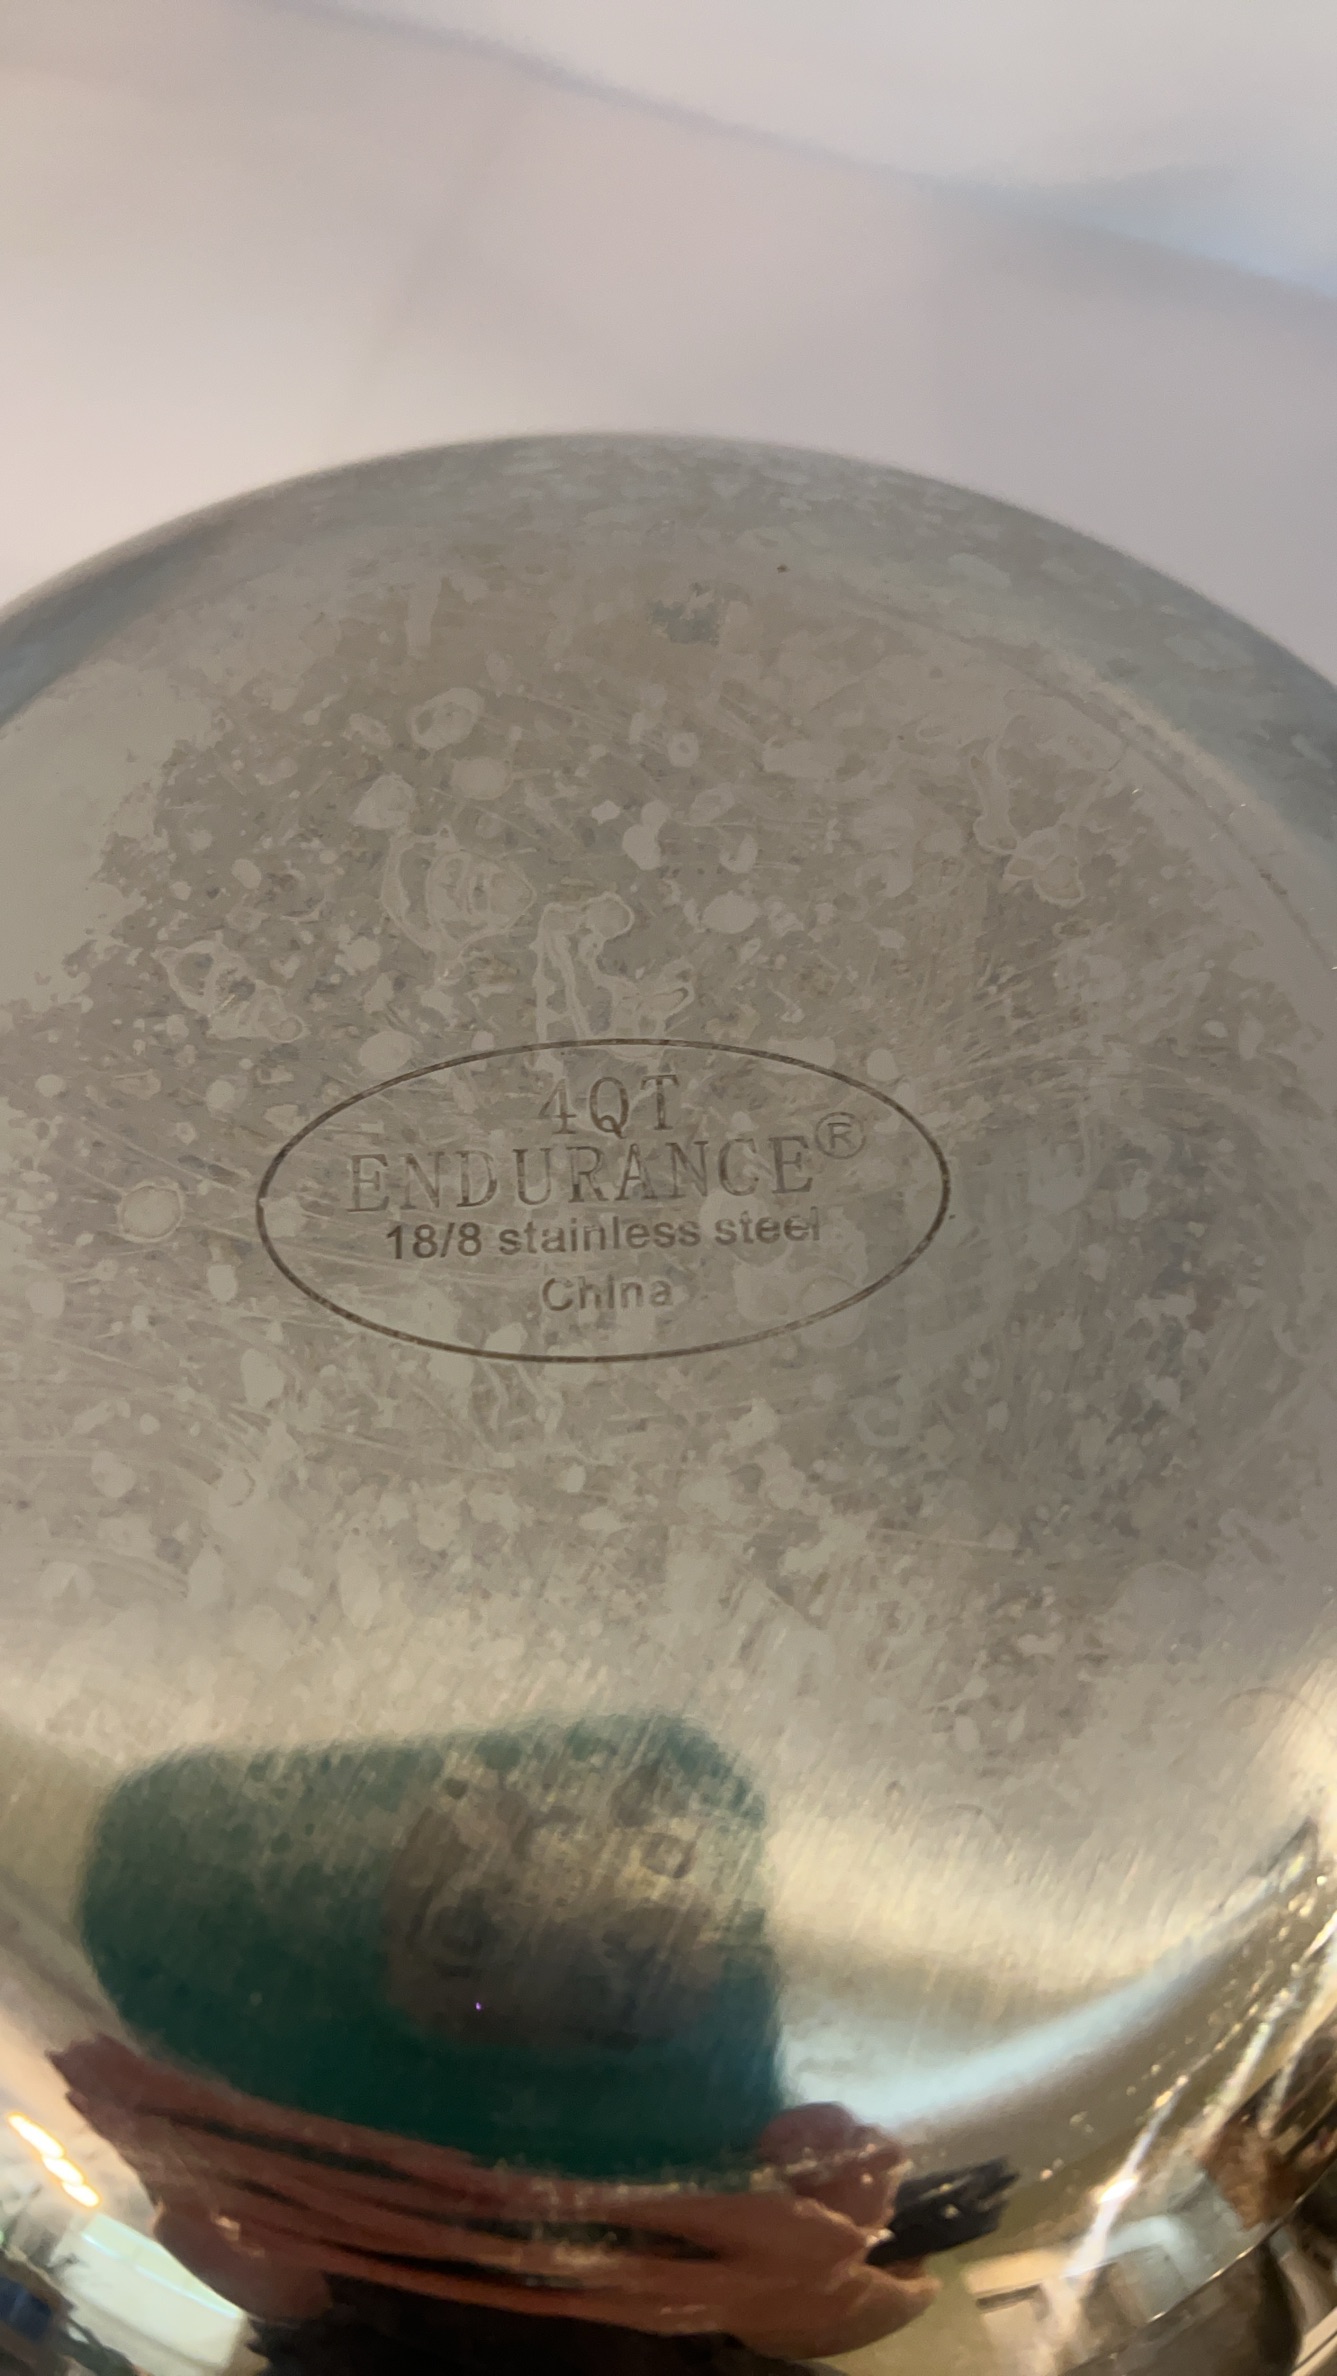 4QT
ENDURANCE®
18/8 stainless steel
China